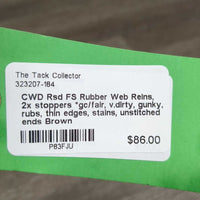 The Tack Collector
323207-184
CWD Rsd FS Rubber Web Reins,
2x stoppers *gc/fair, v.dirty, gunky,
rubs, thin edges, stains, unstitched
ends Brown
$86.00
P83FJU